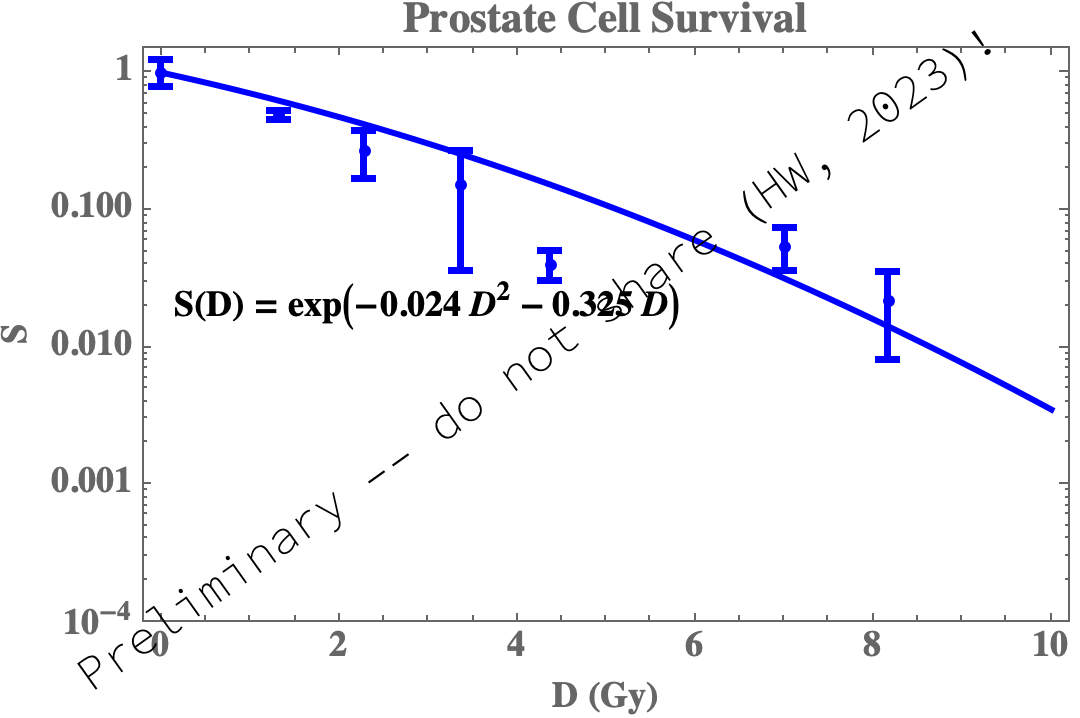 Prostate Cell Survival
1
0.100
0.010
0.001
10⁻⁴
S
S(D) = exp(−0.024 D² − 0.325 D)
Preliminary -- do not share (HW, 2023)!
0 2 4 6 8 10
D (Gy)